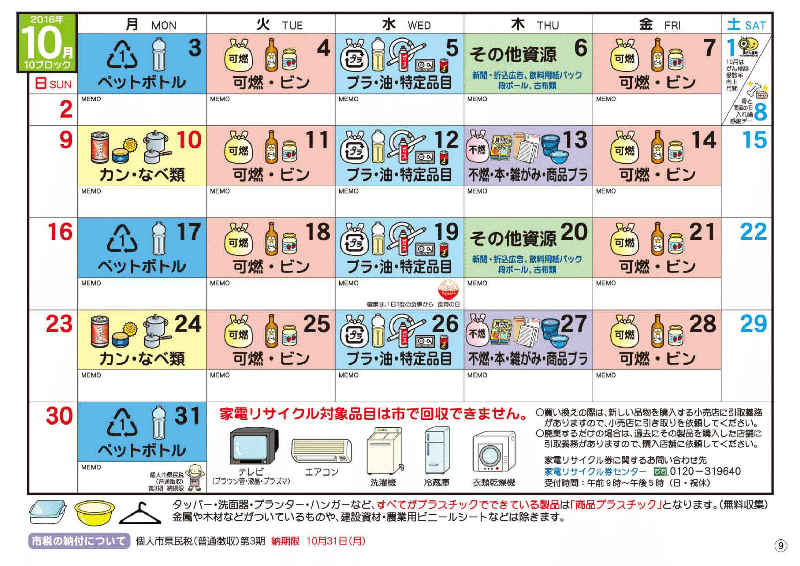 2016年
10月
10ブロック
月 MON
火 TUE
水 WED
木 THU
金 FRI
土 SAT
日 SUN
3
ペットボトル
MEMO
4
可燃
可燃・ビン
MEMO
5
プラ
プラ・油・特定品目
MEMO
6
その他資源
新聞・折込広告、飲料用紙パック
段ボール、古布類
MEMO
7
可燃
可燃・ビン
MEMO
1
10月は
がん検診
受診率
向上
月間
2
8
9
10
カン・なべ類
MEMO
11
可燃
可燃・ビン
MEMO
12
プラ
プラ・油・特定品目
MEMO
13
不燃
不燃・本・雑がみ・商品プラ
MEMO
14
可燃
可燃・ビン
MEMO
15
16
17
1
ペットボトル
MEMO
18
可燃
可燃・ビン
MEMO
19
プラ
プラ・油・特定品目
MEMO
健康は、1日3食の食事から 食育の日
20
その他資源
新聞・折込広告、飲料用紙パック
段ボール、古布類
MEMO
21
可燃
可燃・ビン
MEMO
22
23
24
カン・なべ類
MEMO
25
可燃
可燃・ビン
MEMO
26
プラ
プラ・油・特定品目
MEMO
27
不燃
不燃・本・雑がみ・商品プラ
MEMO
28
可燃
可燃・ビン
MEMO
29
30
31
1
ペットボトル
MEMO
個人市県民税
(普通徴収)
第3期 納期限
家電リサイクル対象品目は市で回収できません。
テレビ
(ブラウン管・液晶・プラズマ)
エアコン
洗濯機
冷蔵庫
衣類乾燥機
○買い換えの際は、新しい品物を購入する小売店に引取義務
がありますので、小売店に引き取りを依頼してください。
○廃棄するだけの場合は、過去にその製品を購入した店舗に
引取義務がありますので、購入店舗に依頼してください。
家電リサイクル券に関するお問い合わせ先
家電リサイクル券センター 0120−319640
受付時間：午前9時〜午後5時（日・祝休）
タッパー・洗面器・プランター・ハンガーなど、すべてがプラスチックでできている製品は「商品プラスチック」となります。（無料収集）
金属や木材などがついているものや、建設資材・農業用ビニールシートなどは除きます。
市税の納付について 個人市県民税(普通徴収)第3期 納期限 10月31日(月)
⑨